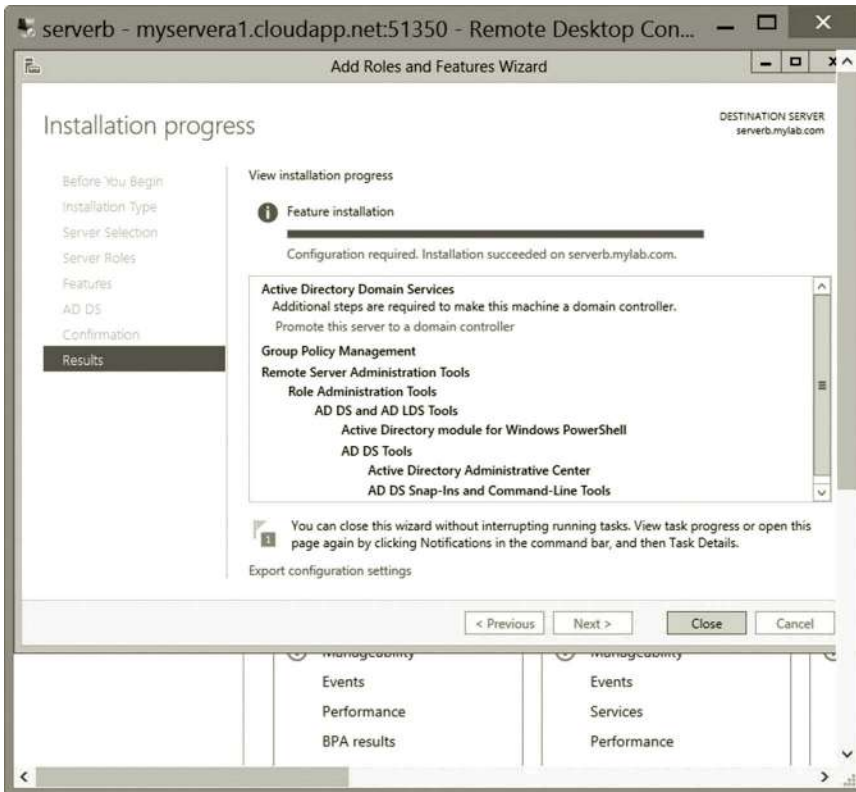 serverb - myservera1.cloudapp.net:51350 - Remote Desktop Con...
Add Roles and Features Wizard
Installation progress
DESTINATION SERVER
serverb.mylab.com
Before You Begin
Installation Type
Server Selection
Server Roles
Features
AD DS
Confirmation
Results
View installation progress
Feature installation
Configuration required. Installation succeeded on serverb.mylab.com.
Active Directory Domain Services
Additional steps are required to make this machine a domain controller.
Promote this server to a domain controller
Group Policy Management
Remote Server Administration Tools
Role Administration Tools
AD DS and AD LDS Tools
Active Directory module for Windows PowerShell
AD DS Tools
Active Directory Administrative Center
AD DS Snap-Ins and Command-Line Tools
1
You can close this wizard without interrupting running tasks. View task progress or open this
page again by clicking Notifications in the command bar, and then Task Details.
Export configuration settings
< Previous Next > Close Cancel
Manageability Manageability
Events Events
Performance Services
BPA results Performance